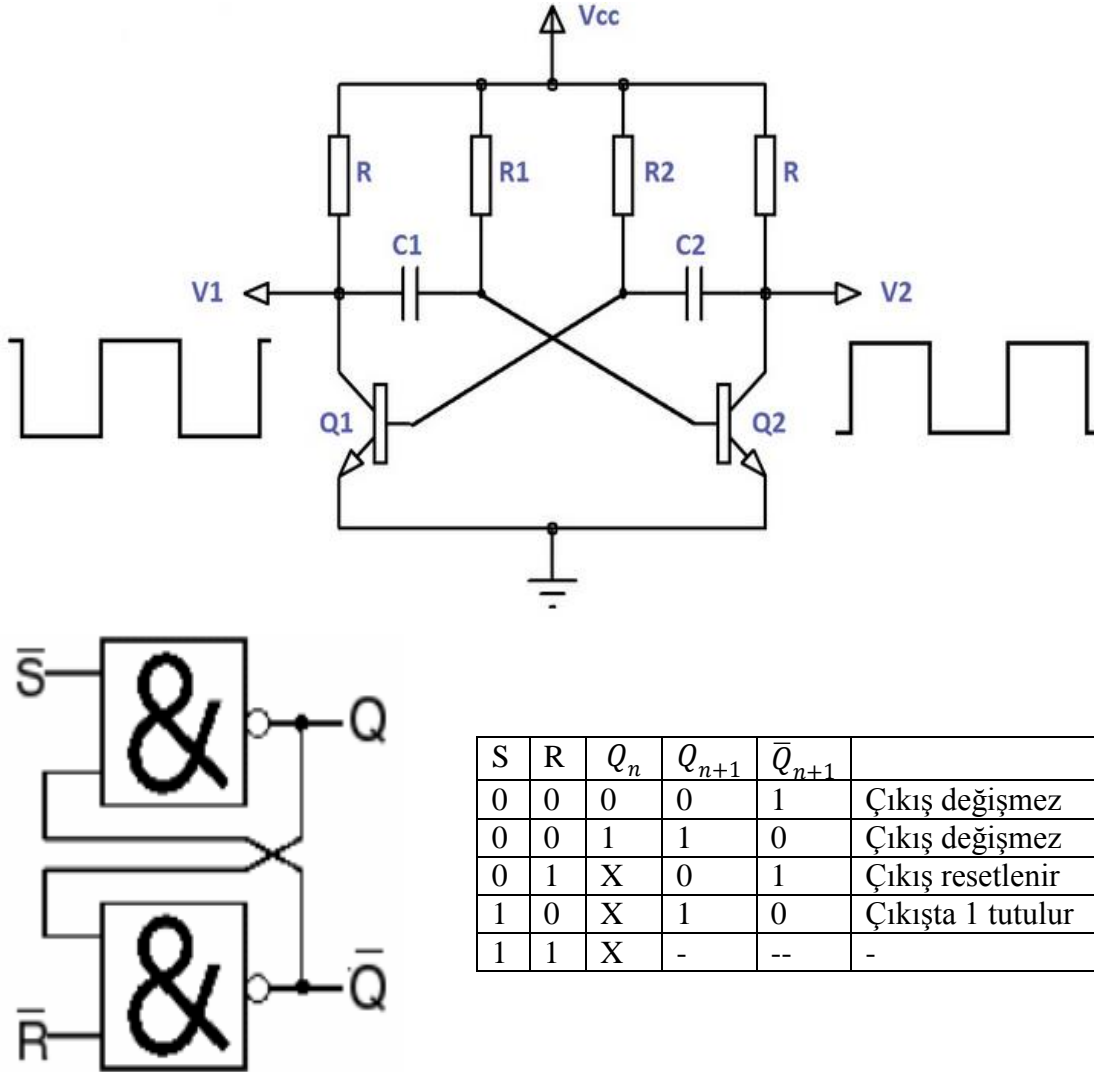 Vcc
R R1 R2 R
C1 C2
V1 V2
Q1 Q2
S̅
& Q
& Q̅
R̅
S R Qn Qn+1 Q̅n+1
0 0 0 0 1 Çıkış değişmez
0 0 1 1 0 Çıkış değişmez
0 1 X 0 1 Çıkış resetlenir
1 0 X 1 0 Çıkışta 1 tutulur
1 1 X - -- -